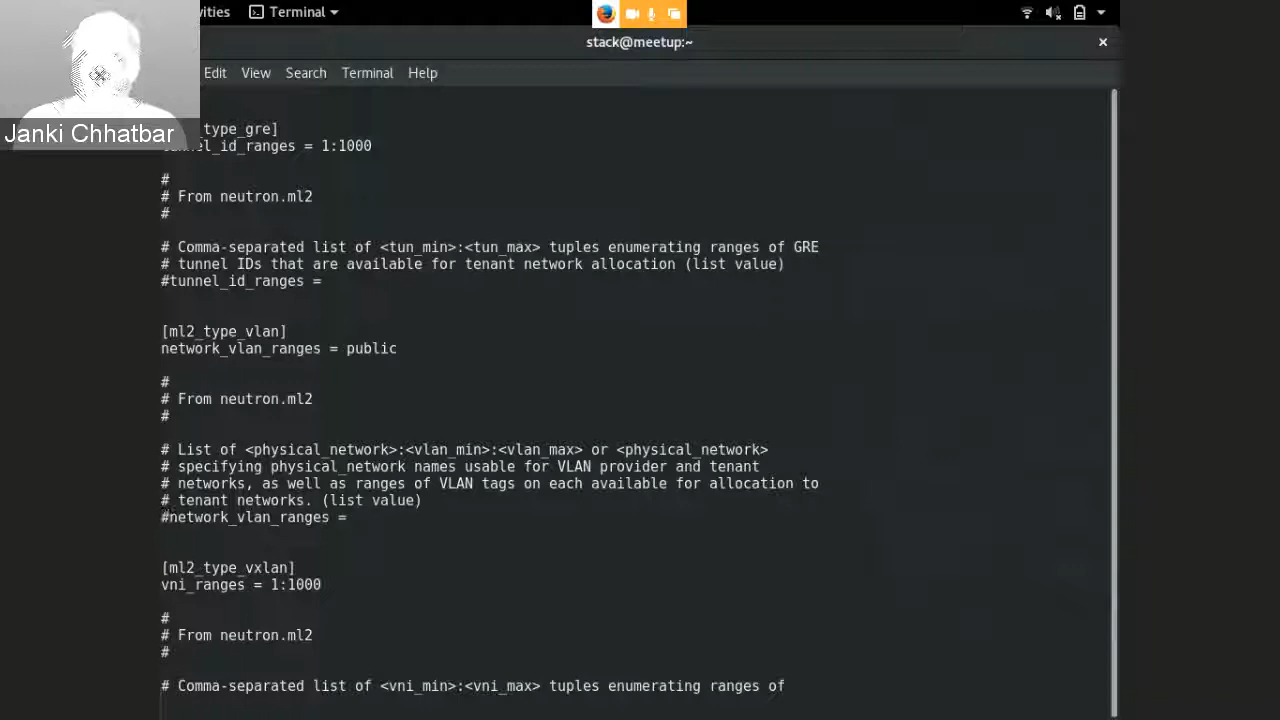 vities
Terminal
stack@meetup:~
×
Edit View Search Terminal Help
Janki Chhatbar
_type_gre]
tunnel_id_ranges = 1:1000
#
# From neutron.ml2
#
# Comma-separated list of <tun_min>:<tun_max> tuples enumerating ranges of GRE
# tunnel IDs that are available for tenant network allocation (list value)
#tunnel_id_ranges =
[ml2_type_vlan]
network_vlan_ranges = public
#
# From neutron.ml2
#
# List of <physical_network>:<vlan_min>:<vlan_max> or <physical_network>
# specifying physical_network names usable for VLAN provider and tenant
# networks, as well as ranges of VLAN tags on each available for allocation to
# tenant networks. (list value)
#network_vlan_ranges =
[ml2_type_vxlan]
vni_ranges = 1:1000
#
# From neutron.ml2
#
# Comma-separated list of <vni_min>:<vni_max> tuples enumerating ranges of